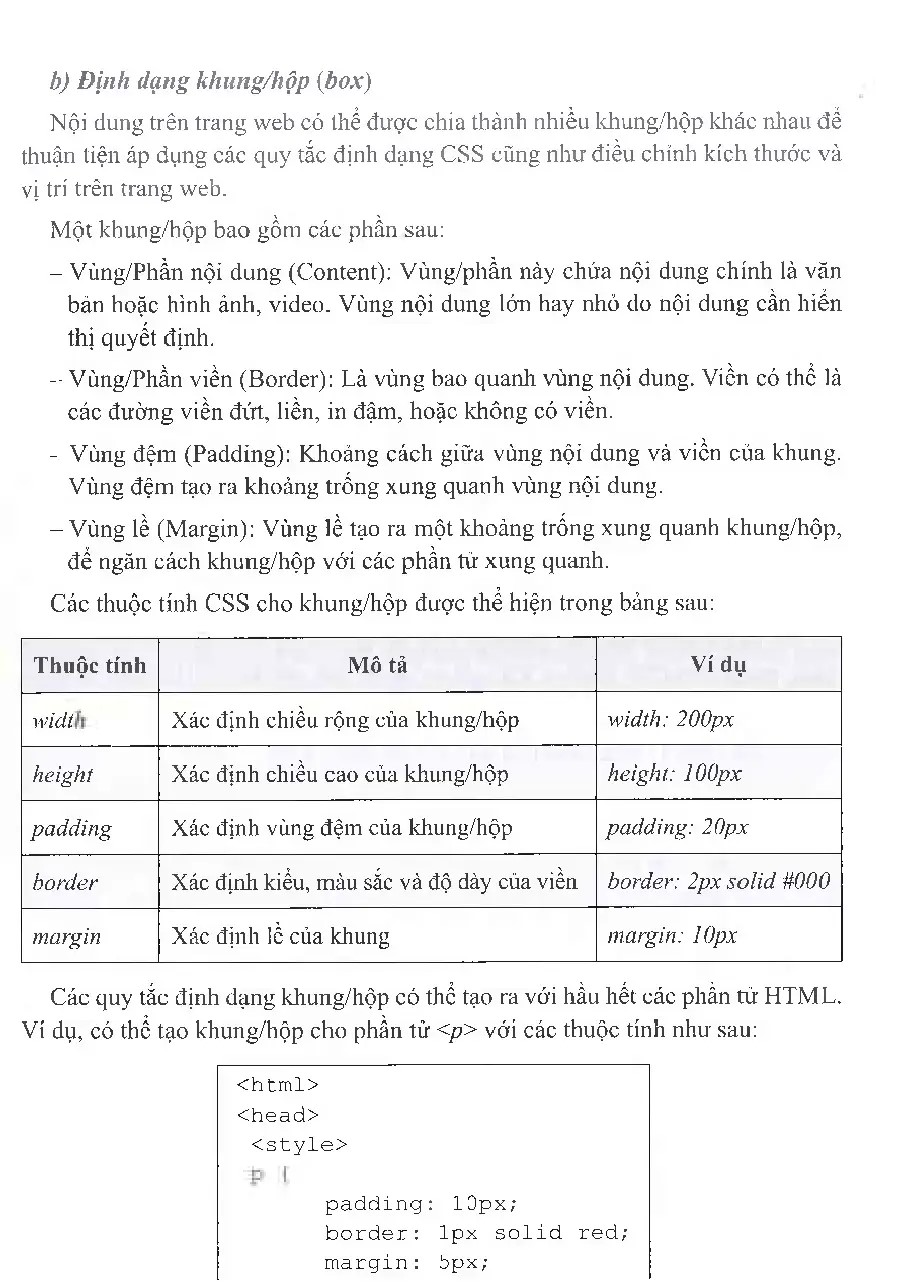 b) Định dạng khung/hộp (box)
Nội dung trên trang web có thể được chia thành nhiều khung/hộp khác nhau để
thuận tiện áp dụng các quy tắc định dạng CSS cũng như điều chỉnh kích thước và
vị trí trên trang web.
Một khung/hộp bao gồm các phần sau:
– Vùng/Phần nội dung (Content): Vùng/phần này chứa nội dung chính là văn
bản hoặc hình ảnh, video. Vùng nội dung lớn hay nhỏ do nội dung cần hiển
thị quyết định.
– Vùng/Phần viền (Border): Là vùng bao quanh vùng nội dung. Viền có thể là
các đường viền đứt, liền, in đậm, hoặc không có viền.
- Vùng đệm (Padding): Khoảng cách giữa vùng nội dung và viền của khung.
Vùng đệm tạo ra khoảng trống xung quanh vùng nội dung.
– Vùng lề (Margin): Vùng lề tạo ra một khoảng trống xung quanh khung/hộp,
để ngăn cách khung/hộp với các phần tử xung quanh.
Các thuộc tính CSS cho khung/hộp được thể hiện trong bảng sau:
Thuộc tính Mô tả Ví dụ
width Xác định chiều rộng của khung/hộp width: 200px
height Xác định chiều cao của khung/hộp height: 100px
padding Xác định vùng đệm của khung/hộp padding: 20px
border Xác định kiểu, màu sắc và độ dày của viền border: 2px solid #000
margin Xác định lề của khung margin: 10px
Các quy tắc định dạng khung/hộp có thể tạo ra với hầu hết các phần tử HTML.
Ví dụ, có thể tạo khung/hộp cho phần tử <p> với các thuộc tính như sau:
<html>
<head>
<style>
p {
padding: 10px;
border: 1px solid red;
margin: 5px;